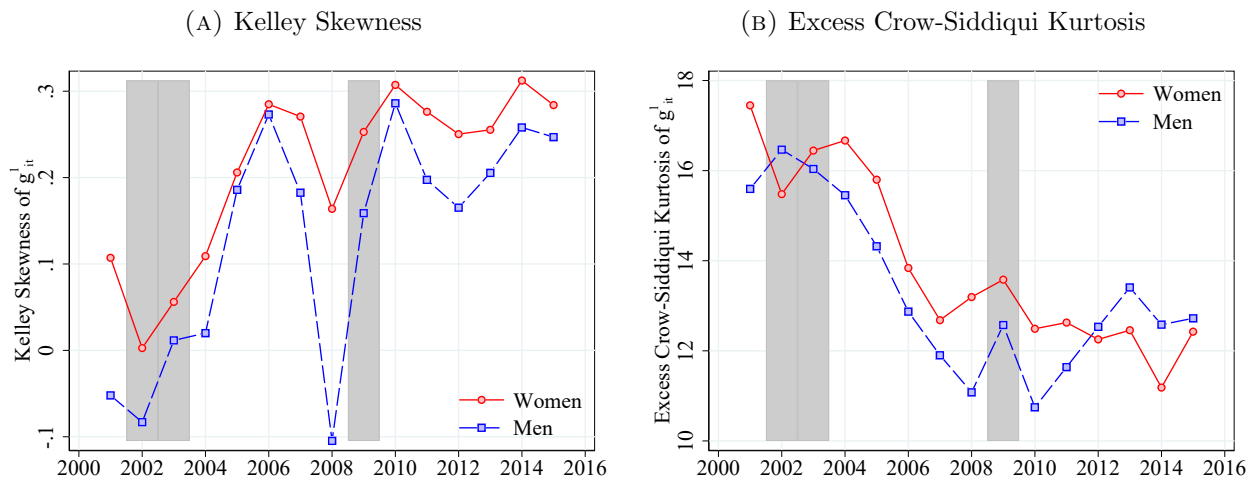 (A) Kelley Skewness
Kelley Skewness of g¹ᵢₜ
.3
.2
.1
0
-.1
Women
Men
2000 2002 2004 2006 2008 2010 2012 2014 2016
(B) Excess Crow-Siddiqui Kurtosis
Excess Crow-Siddiqui Kurtosis of g¹ᵢₜ
18
16
14
12
10
Women
Men
2000 2002 2004 2006 2008 2010 2012 2014 2016